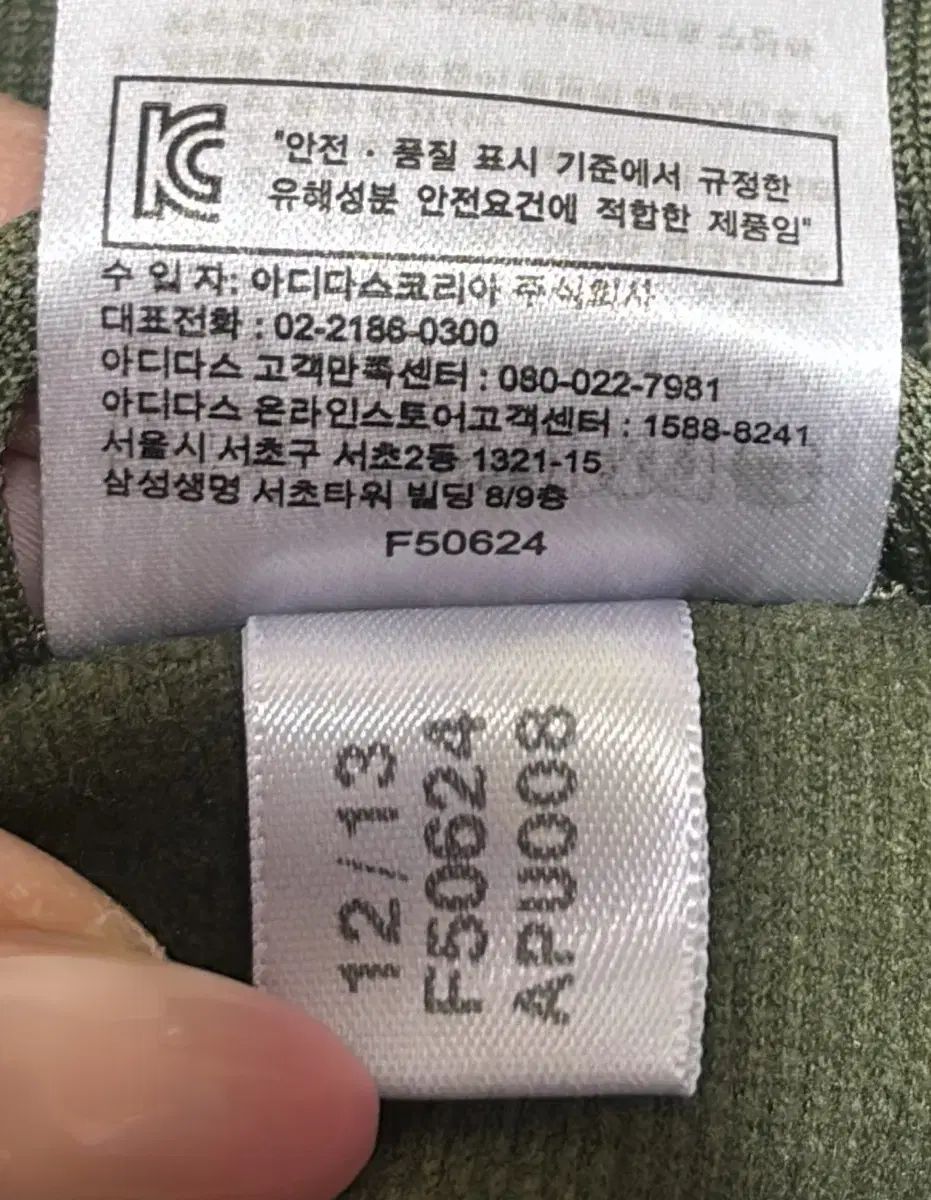 KC
"안전 · 품질 표시 기준에서 규정한
유해성분 안전요건에 적합한 제품임"
수 입 자: 아디다스코리아 주식회사
대표전화 : 02-2186-0300
아디다스 고객만족센터 : 080-022-7981
아디다스 온라인스토어고객센터 : 1588-8241
서울시 서초구 서초2동 1321-15
삼성생명 서초타워 빌딩 8/9층
F50624
12/13
F50624
APU008